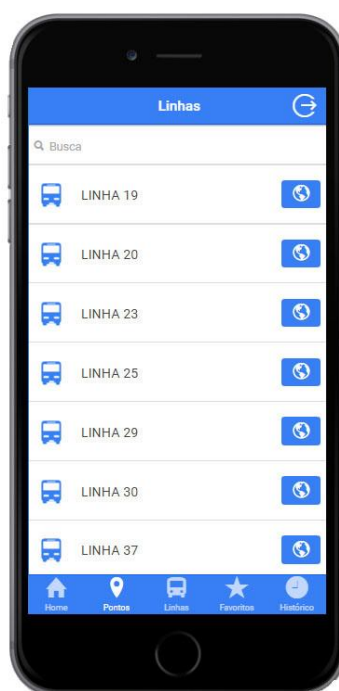 Linhas
Busca
LINHA 19
LINHA 20
LINHA 23
LINHA 25
LINHA 29
LINHA 30
LINHA 37
Home Pontos Linhas Favoritos Histórico